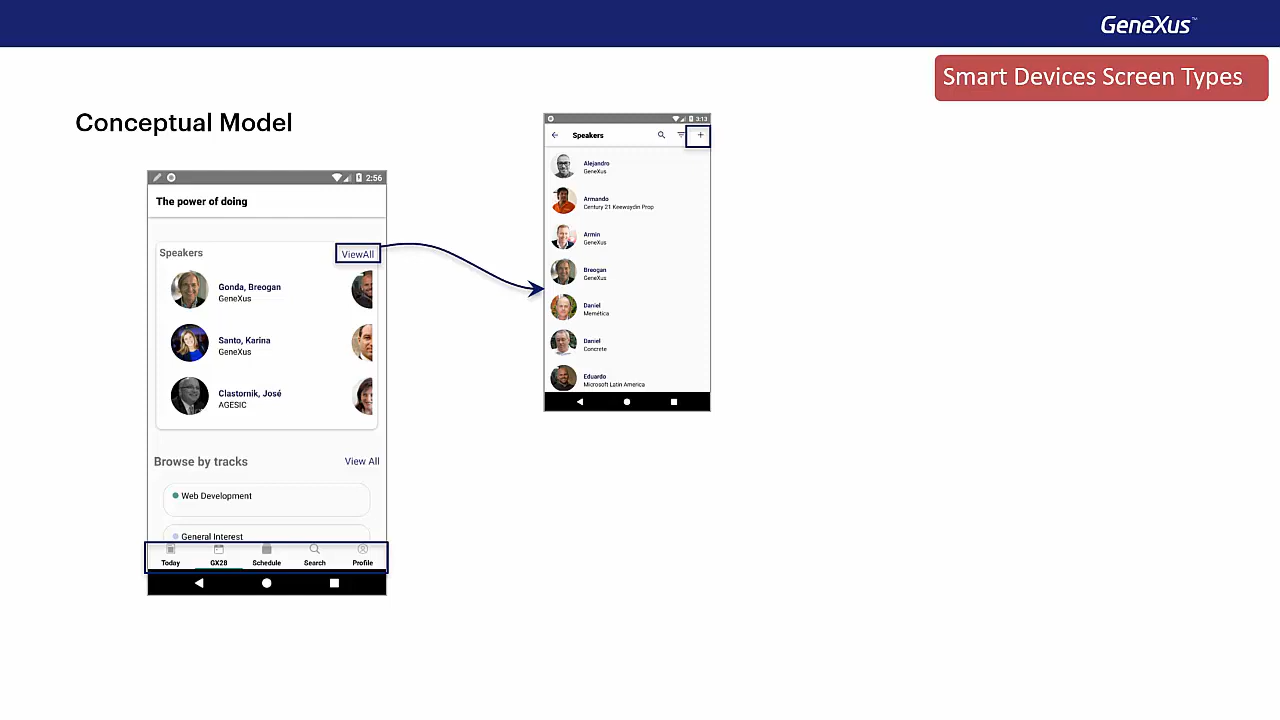 GeneXus™
Smart Devices Screen Types
Conceptual Model
2:56
The power of doing
Speakers
ViewAll
Gonda, Breogan
GeneXus
Santo, Karina
GeneXus
Clastornik, José
AGESIC
Browse by tracks
View All
Web Development
General Interest
Today
GX28
Schedule
Search
Profile
3:13
Speakers
Alejandro
GeneXus
Armando
Century 21 Keewaydin Prop
Armin
GeneXus
Breogan
GeneXus
Daniel
Memética
Daniel
Concrete
Eduardo
Microsoft Latin America